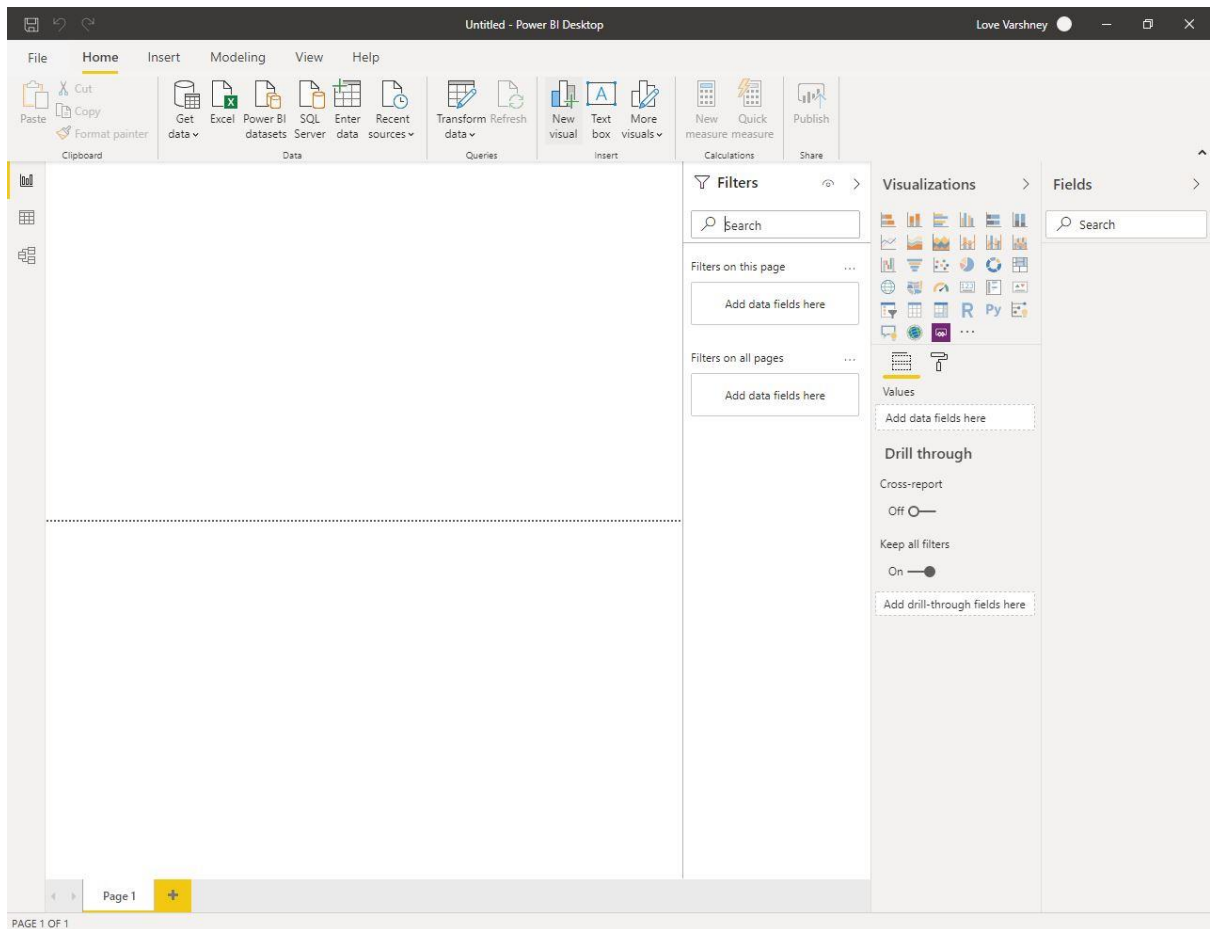 Untitled - Power BI Desktop
Love Varshney
File Home Insert Modeling View Help
Paste
Cut
Copy
Format painter
Clipboard
Get data
Excel
Power BI datasets
SQL Server
Enter data
Recent sources
Data
Transform data
Refresh
Queries
New visual
Text box
More visuals
Insert
New measure
Quick measure
Calculations
Publish
Share
Filters
Search
Filters on this page
...
Add data fields here
Filters on all pages
...
Add data fields here
Visualizations
R Py
...
Values
Add data fields here
Drill through
Cross-report
Off
Keep all filters
On
Add drill-through fields here
Fields
Search
Page 1
+
PAGE 1 OF 1